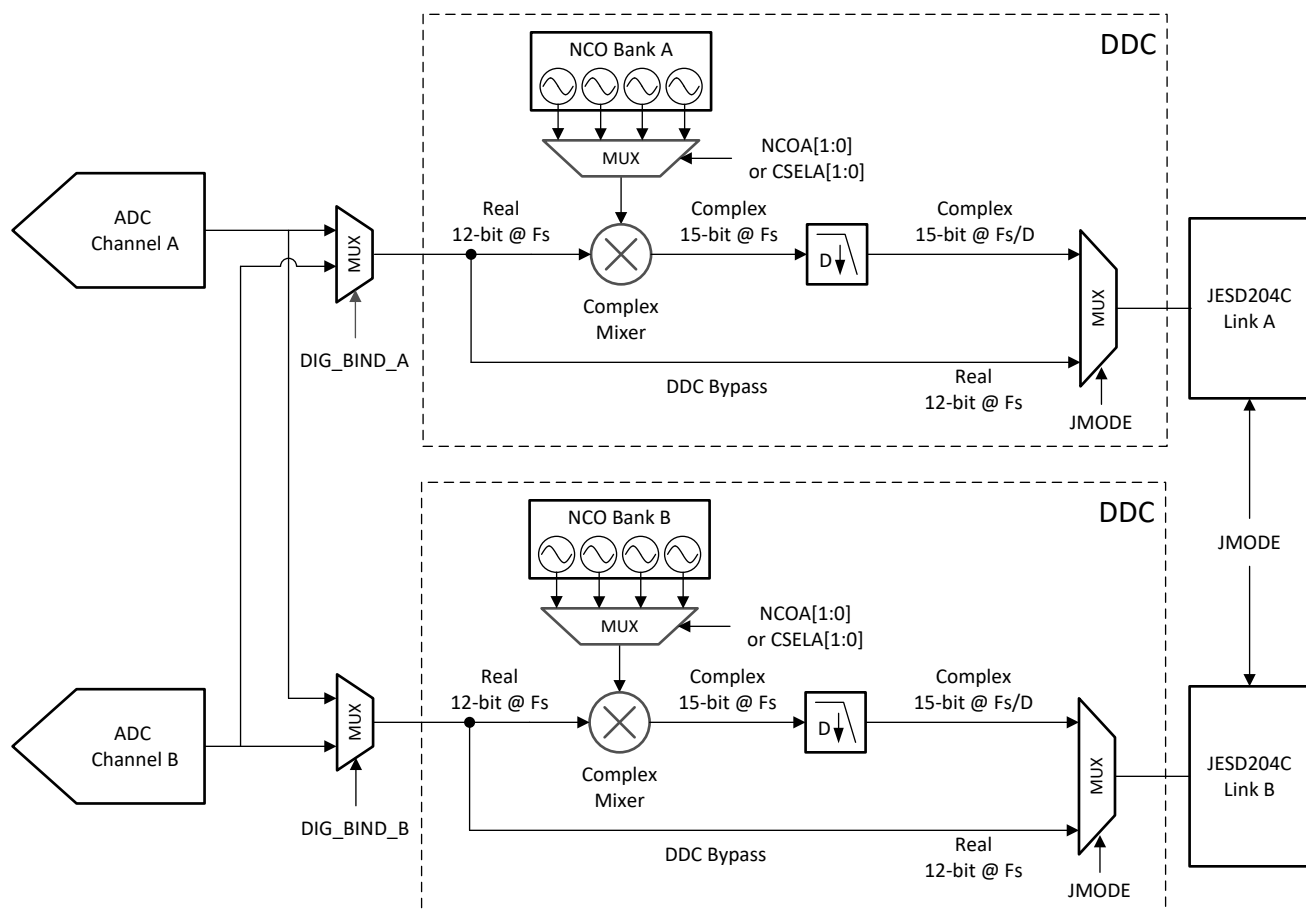 DDC
NCO Bank A
MUX
NCOA[1:0]
or CSELA[1:0]
ADC
Channel A
MUX
DIG_BIND_A
Real
12-bit @ Fs
Complex
Mixer
Complex
15-bit @ Fs
D
Complex
15-bit @ Fs/D
MUX
JMODE
DDC Bypass
Real
12-bit @ Fs
JESD204C
Link A
JMODE
DDC
NCO Bank B
MUX
NCOA[1:0]
or CSELA[1:0]
ADC
Channel B
MUX
DIG_BIND_B
Real
12-bit @ Fs
Complex
Mixer
Complex
15-bit @ Fs
D
Complex
15-bit @ Fs/D
MUX
JMODE
DDC Bypass
Real
12-bit @ Fs
JESD204C
Link B